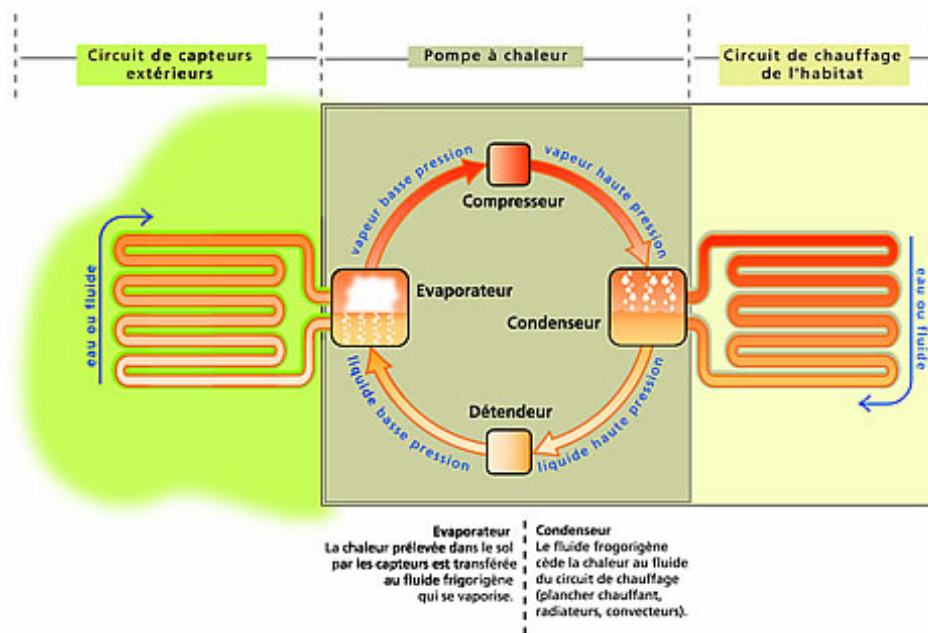 Circuit de capteurs
extérieurs
Pompe à chaleur
Circuit de chauffage
de l'habitat
vapeur basse pression
vapeur haute pression
Compresseur
eau ou fluide
Evaporateur
Condenseur
eau ou fluide
Détendeur
liquide basse pression
liquide haute pression
Evaporateur
La chaleur prélevée dans le sol
par les capteurs est transférée
au fluide frigorigène
qui se vaporise.
Condenseur
Le fluide frogorigène
cède la chaleur au fluide
du circuit de chauffage
(plancher chauffant,
radiateurs, convecteurs).